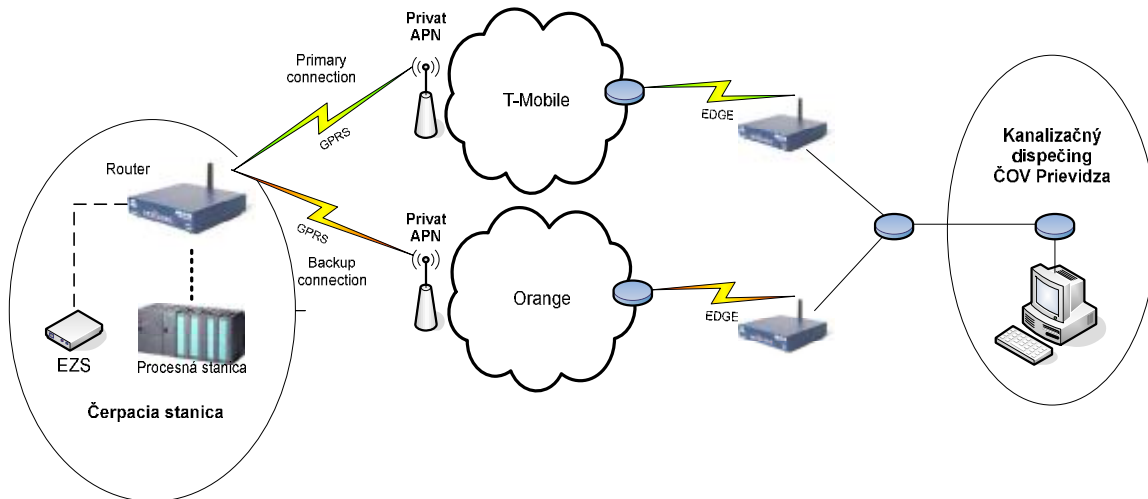 Privat
APN
Primary
connection
GPRS
T-Mobile
EDGE
Router
Kanalizačný
dispečing
ČOV Prievidza
Privat
APN
GPRS
Backup
connection
Orange
EDGE
EZS
Procesná stanica
Čerpacia stanica